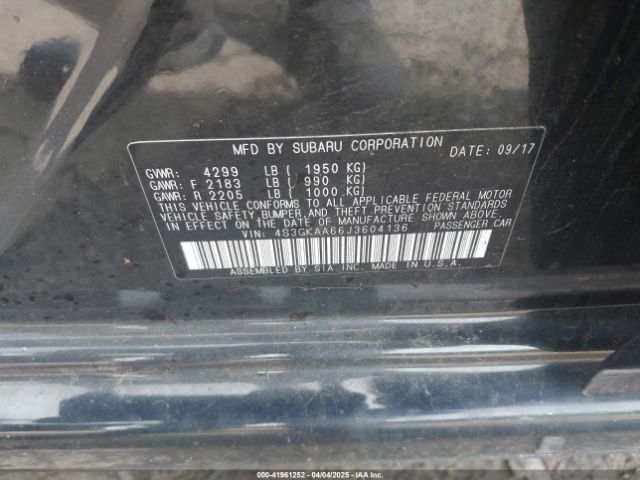 MFD BY SUBARU CORPORATION DATE: 09/17
GVWR: 4299 LB ( 1950 KG)
GAWR: F 2183 LB ( 990 KG)
GAWR: R 2205 LB ( 1000 KG)
THIS VEHICLE CONFORMS TO ALL APPLICABLE FEDERAL MOTOR
VEHICLE SAFETY, BUMPER, AND THEFT PREVENTION STANDARDS
IN EFFECT ON THE DATE OF MANUFACTURE SHOWN ABOVE.
VIN: 4S3GKAA66J3604136 PASSENGER CAR
ASSEMBLED BY SIA INC. MADE IN U.S.A.
000-41961252 - 04/04/2025 - IAAI.com